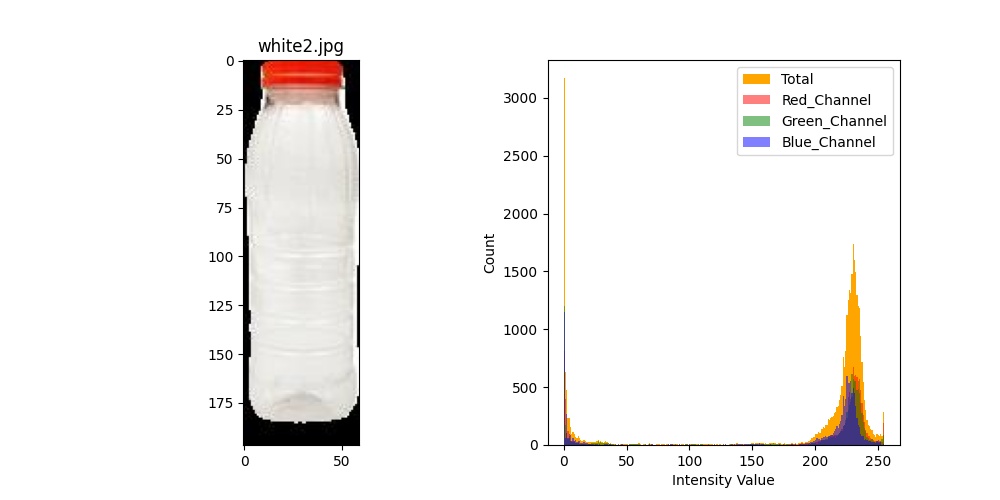 white2.jpg
0
25
50
75
100
125
150
175
0 50
Total
Red_Channel
Green_Channel
Blue_Channel
3000
2500
2000
1500
1000
500
0
Count
0 50 100 150 200 250
Intensity Value